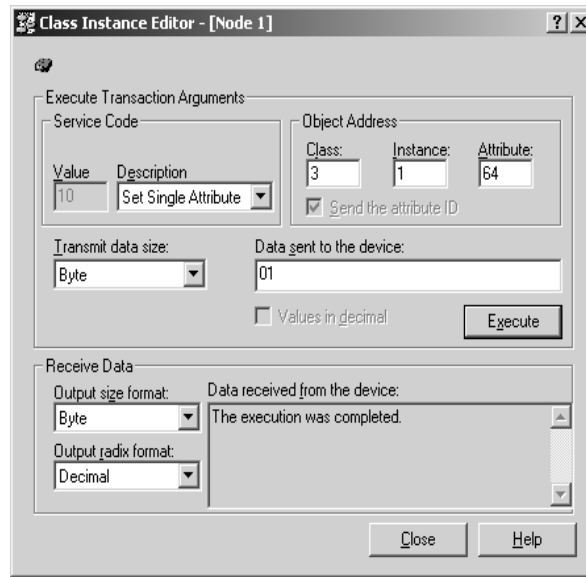 Class Instance Editor - [Node 1]
Execute Transaction Arguments
Service Code
Value Description
10 Set Single Attribute
Object Address
Class: Instance: Attribute:
3 1 64
Send the attribute ID
Transmit data size:
Byte
Data sent to the device:
01
Values in decimal
Execute
Receive Data
Output size format:
Byte
Output radix format:
Decimal
Data received from the device:
The execution was completed.
Close Help